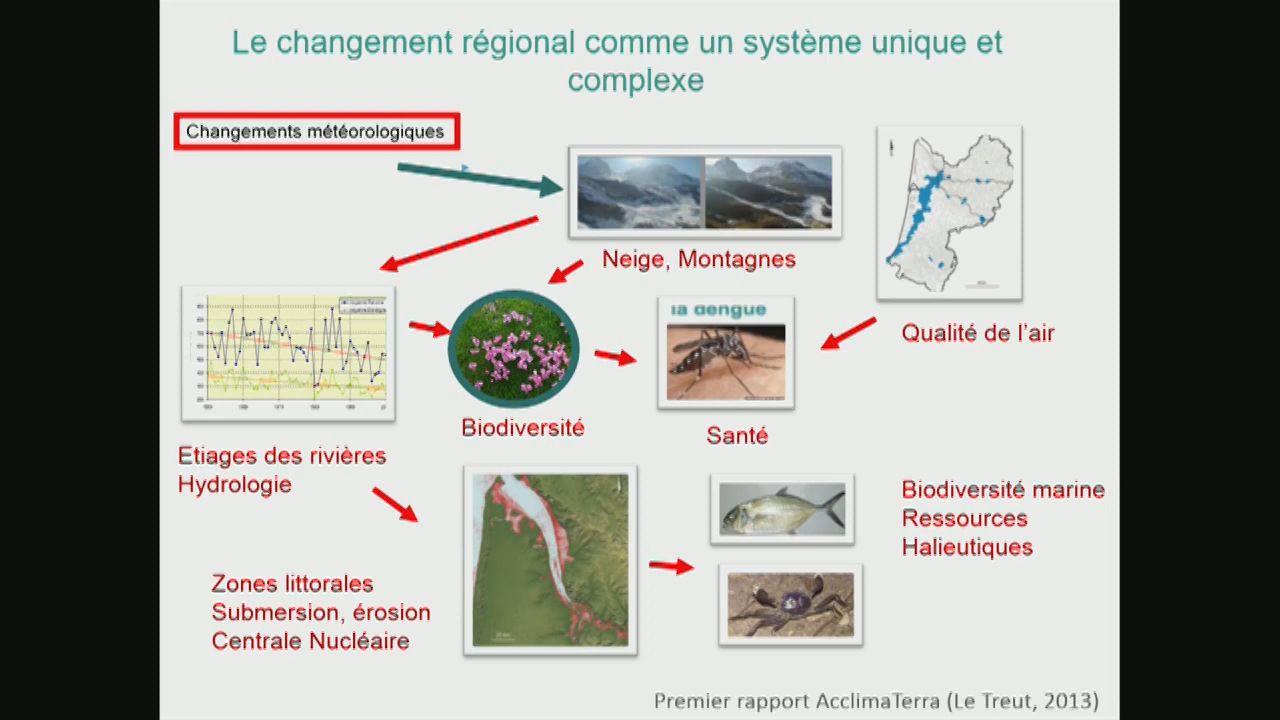 Le changement régional comme un système unique et
complexe
Changements météorologiques
Neige, Montagnes
la dengue
Qualité de l'air
Biodiversité
Santé
Etiages des rivières
Hydrologie
Biodiversité marine
Ressources
Halieutiques
Zones littorales
Submersion, érosion
Centrale Nucléaire
Premier rapport AcclimaTerra (Le Treut, 2013)